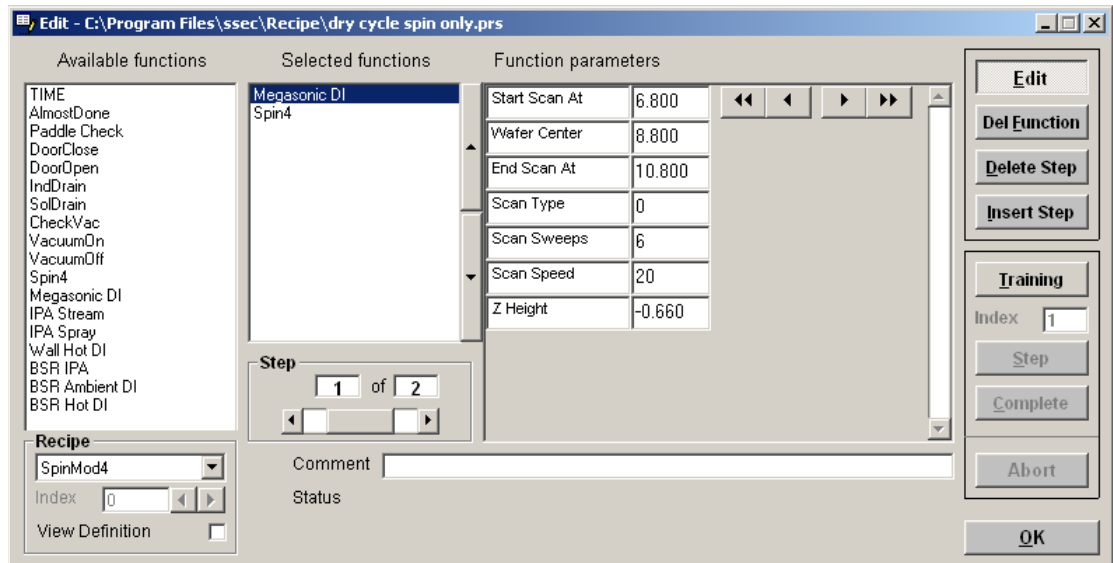 Edit - C:\Program Files\ssec\Recipe\dry cycle spin only.prs
Available functions
TIME
AlmostDone
Paddle Check
DoorClose
DoorOpen
IndDrain
SolDrain
CheckVac
VacuumOn
VacuumOff
Spin4
Megasonic DI
IPA Stream
IPA Spray
Wall Hot DI
BSR IPA
BSR Ambient DI
BSR Hot DI
Recipe
SpinMod4
Index 0
View Definition
Selected functions
Megasonic DI
Spin4
Step
1 of 2
Function parameters
Start Scan At 6.800
Wafer Center 8.800
End Scan At 10.800
Scan Type 0
Scan Sweeps 6
Scan Speed 20
Z Height -0.660
Comment
Status
Edit
Del Function
Delete Step
Insert Step
Training
Index 1
Step
Complete
Abort
OK